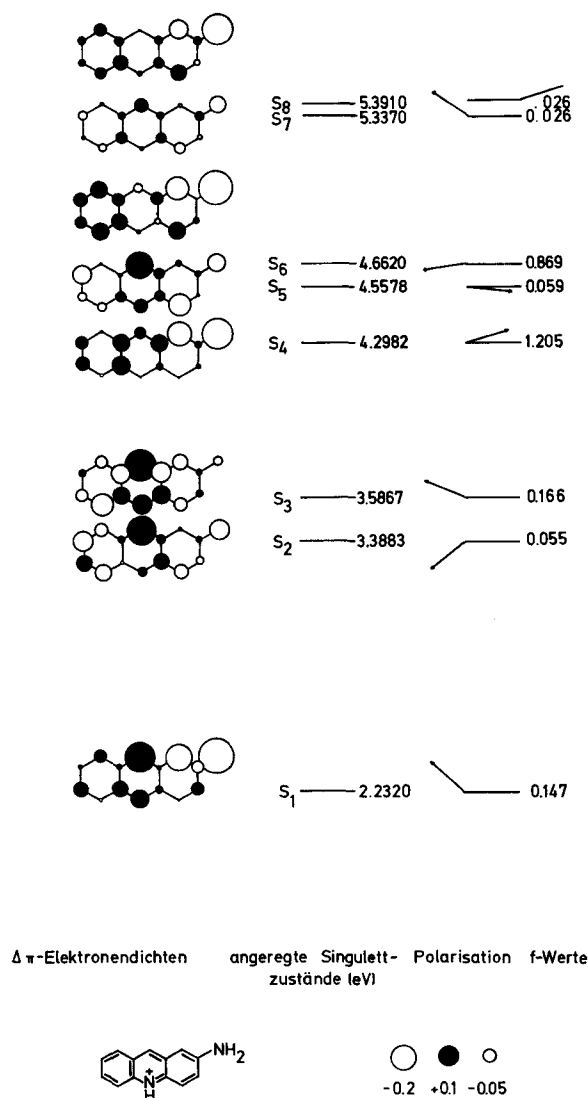 S8 5.3910 .026
S7 5.3370 0.026
S6 4.6620 0.869
S5 4.5578 0.059
S4 4.2982 1.205
S3 3.5867 0.166
S2 3.3883 0.055
S1 2.2320 0.147
Δ π-Elektronendichten angeregte Singulett- Polarisation f-Werte
zustände (eV)
NH2
N+
H
-0.2 +0.1 -0.05